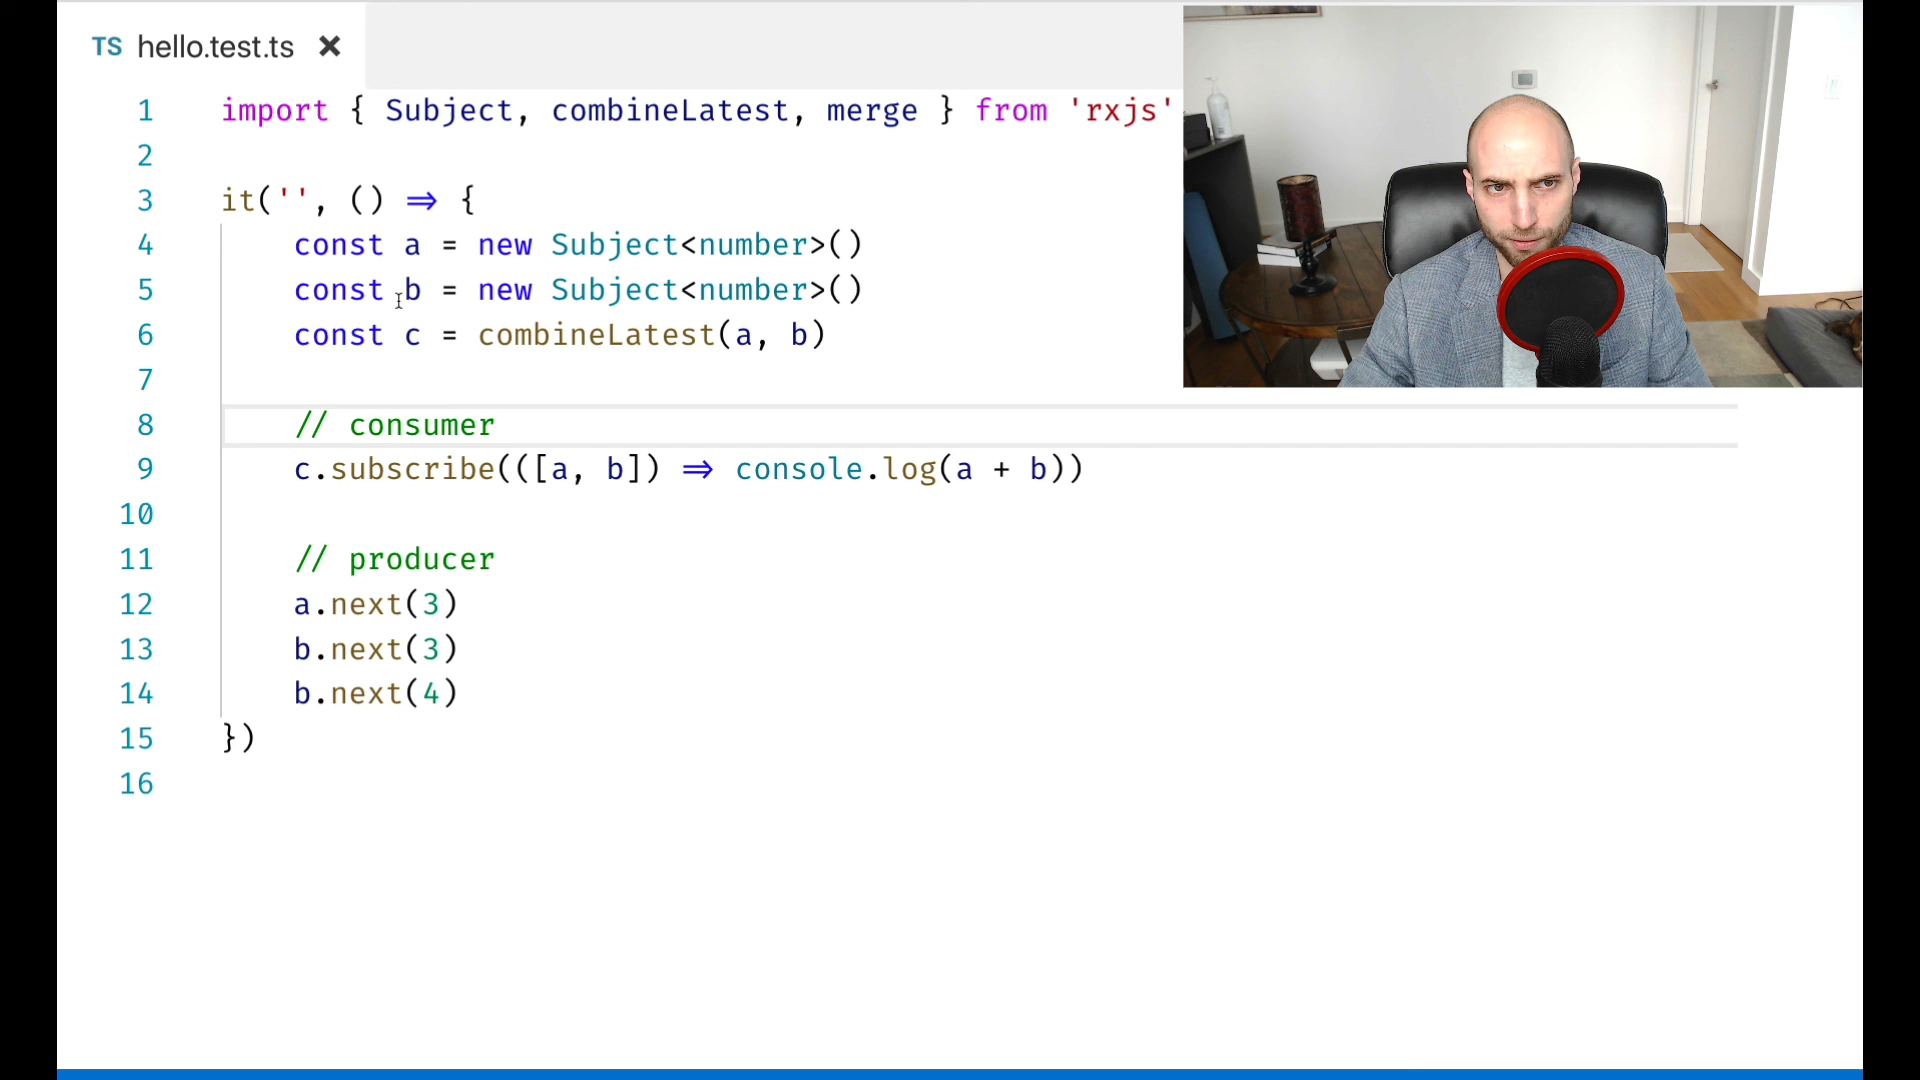 TS hello.test.ts ✕
1 import { Subject, combineLatest, merge } from 'rxjs'
2
3 it('', () ⇒ {
4     const a = new Subject<number>()
5     const b = new Subject<number>()
6     const c = combineLatest(a, b)
7
8     // consumer
9     c.subscribe(([a, b]) ⇒ console.log(a + b))
10
11     // producer
12     a.next(3)
13     b.next(3)
14     b.next(4)
15 })
16